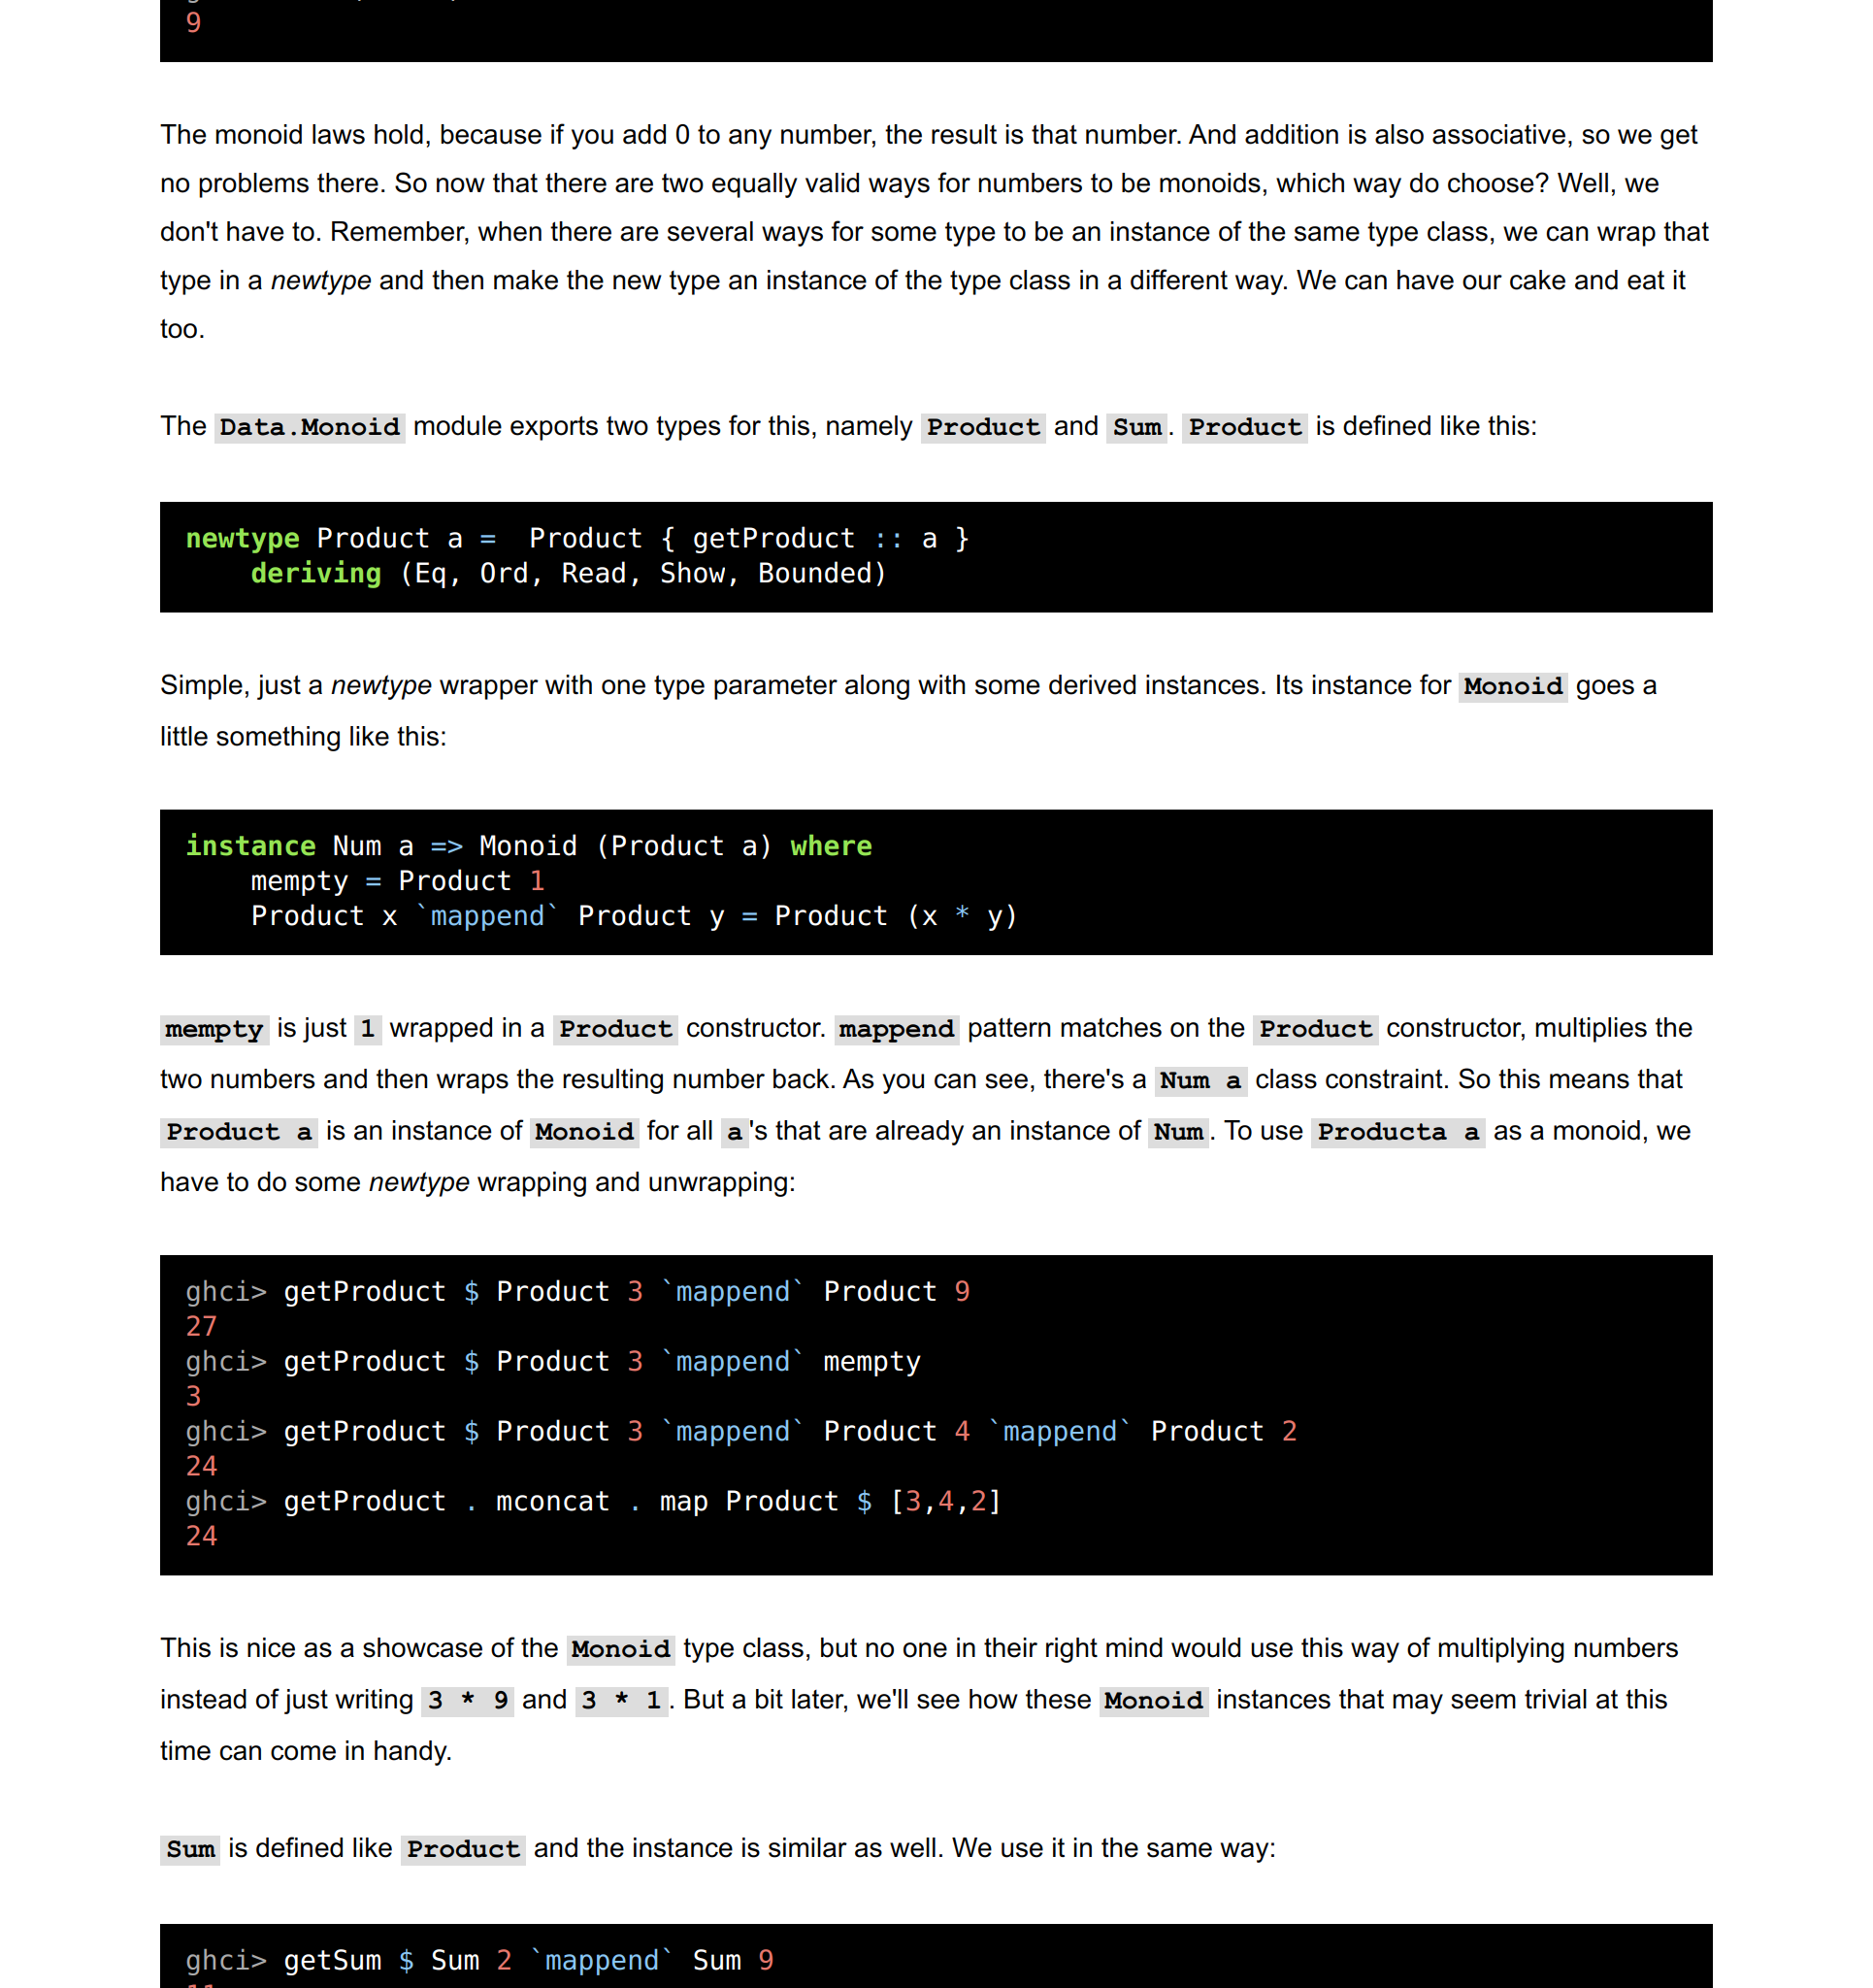 9
The monoid laws hold, because if you add 0 to any number, the result is that number. And addition is also associative, so we get
no problems there. So now that there are two equally valid ways for numbers to be monoids, which way do choose? Well, we
don't have to. Remember, when there are several ways for some type to be an instance of the same type class, we can wrap that
type in a newtype and then make the new type an instance of the type class in a different way. We can have our cake and eat it
too.
The Data.Monoid module exports two types for this, namely Product and Sum. Product is defined like this:
newtype Product a =  Product { getProduct :: a }
    deriving (Eq, Ord, Read, Show, Bounded)
Simple, just a newtype wrapper with one type parameter along with some derived instances. Its instance for Monoid goes a
little something like this:
instance Num a => Monoid (Product a) where
    mempty = Product 1
    Product x `mappend` Product y = Product (x * y)
mempty is just 1 wrapped in a Product constructor. mappend pattern matches on the Product constructor, multiplies the
two numbers and then wraps the resulting number back. As you can see, there's a Num a class constraint. So this means that
Product a is an instance of Monoid for all a's that are already an instance of Num. To use Producta a as a monoid, we
have to do some newtype wrapping and unwrapping:
ghci> getProduct $ Product 3 `mappend` Product 9
27
ghci> getProduct $ Product 3 `mappend` mempty
3
ghci> getProduct $ Product 3 `mappend` Product 4 `mappend` Product 2
24
ghci> getProduct . mconcat . map Product $ [3,4,2]
24
This is nice as a showcase of the Monoid type class, but no one in their right mind would use this way of multiplying numbers
instead of just writing 3 * 9 and 3 * 1. But a bit later, we'll see how these Monoid instances that may seem trivial at this
time can come in handy.
Sum is defined like Product and the instance is similar as well. We use it in the same way:
ghci> getSum $ Sum 2 `mappend` Sum 9